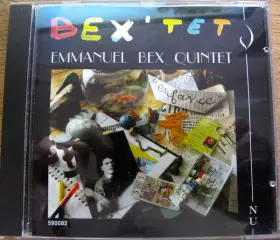 BEX'TET
EMMANUEL BEX QUINTET
enfance
590082
NU